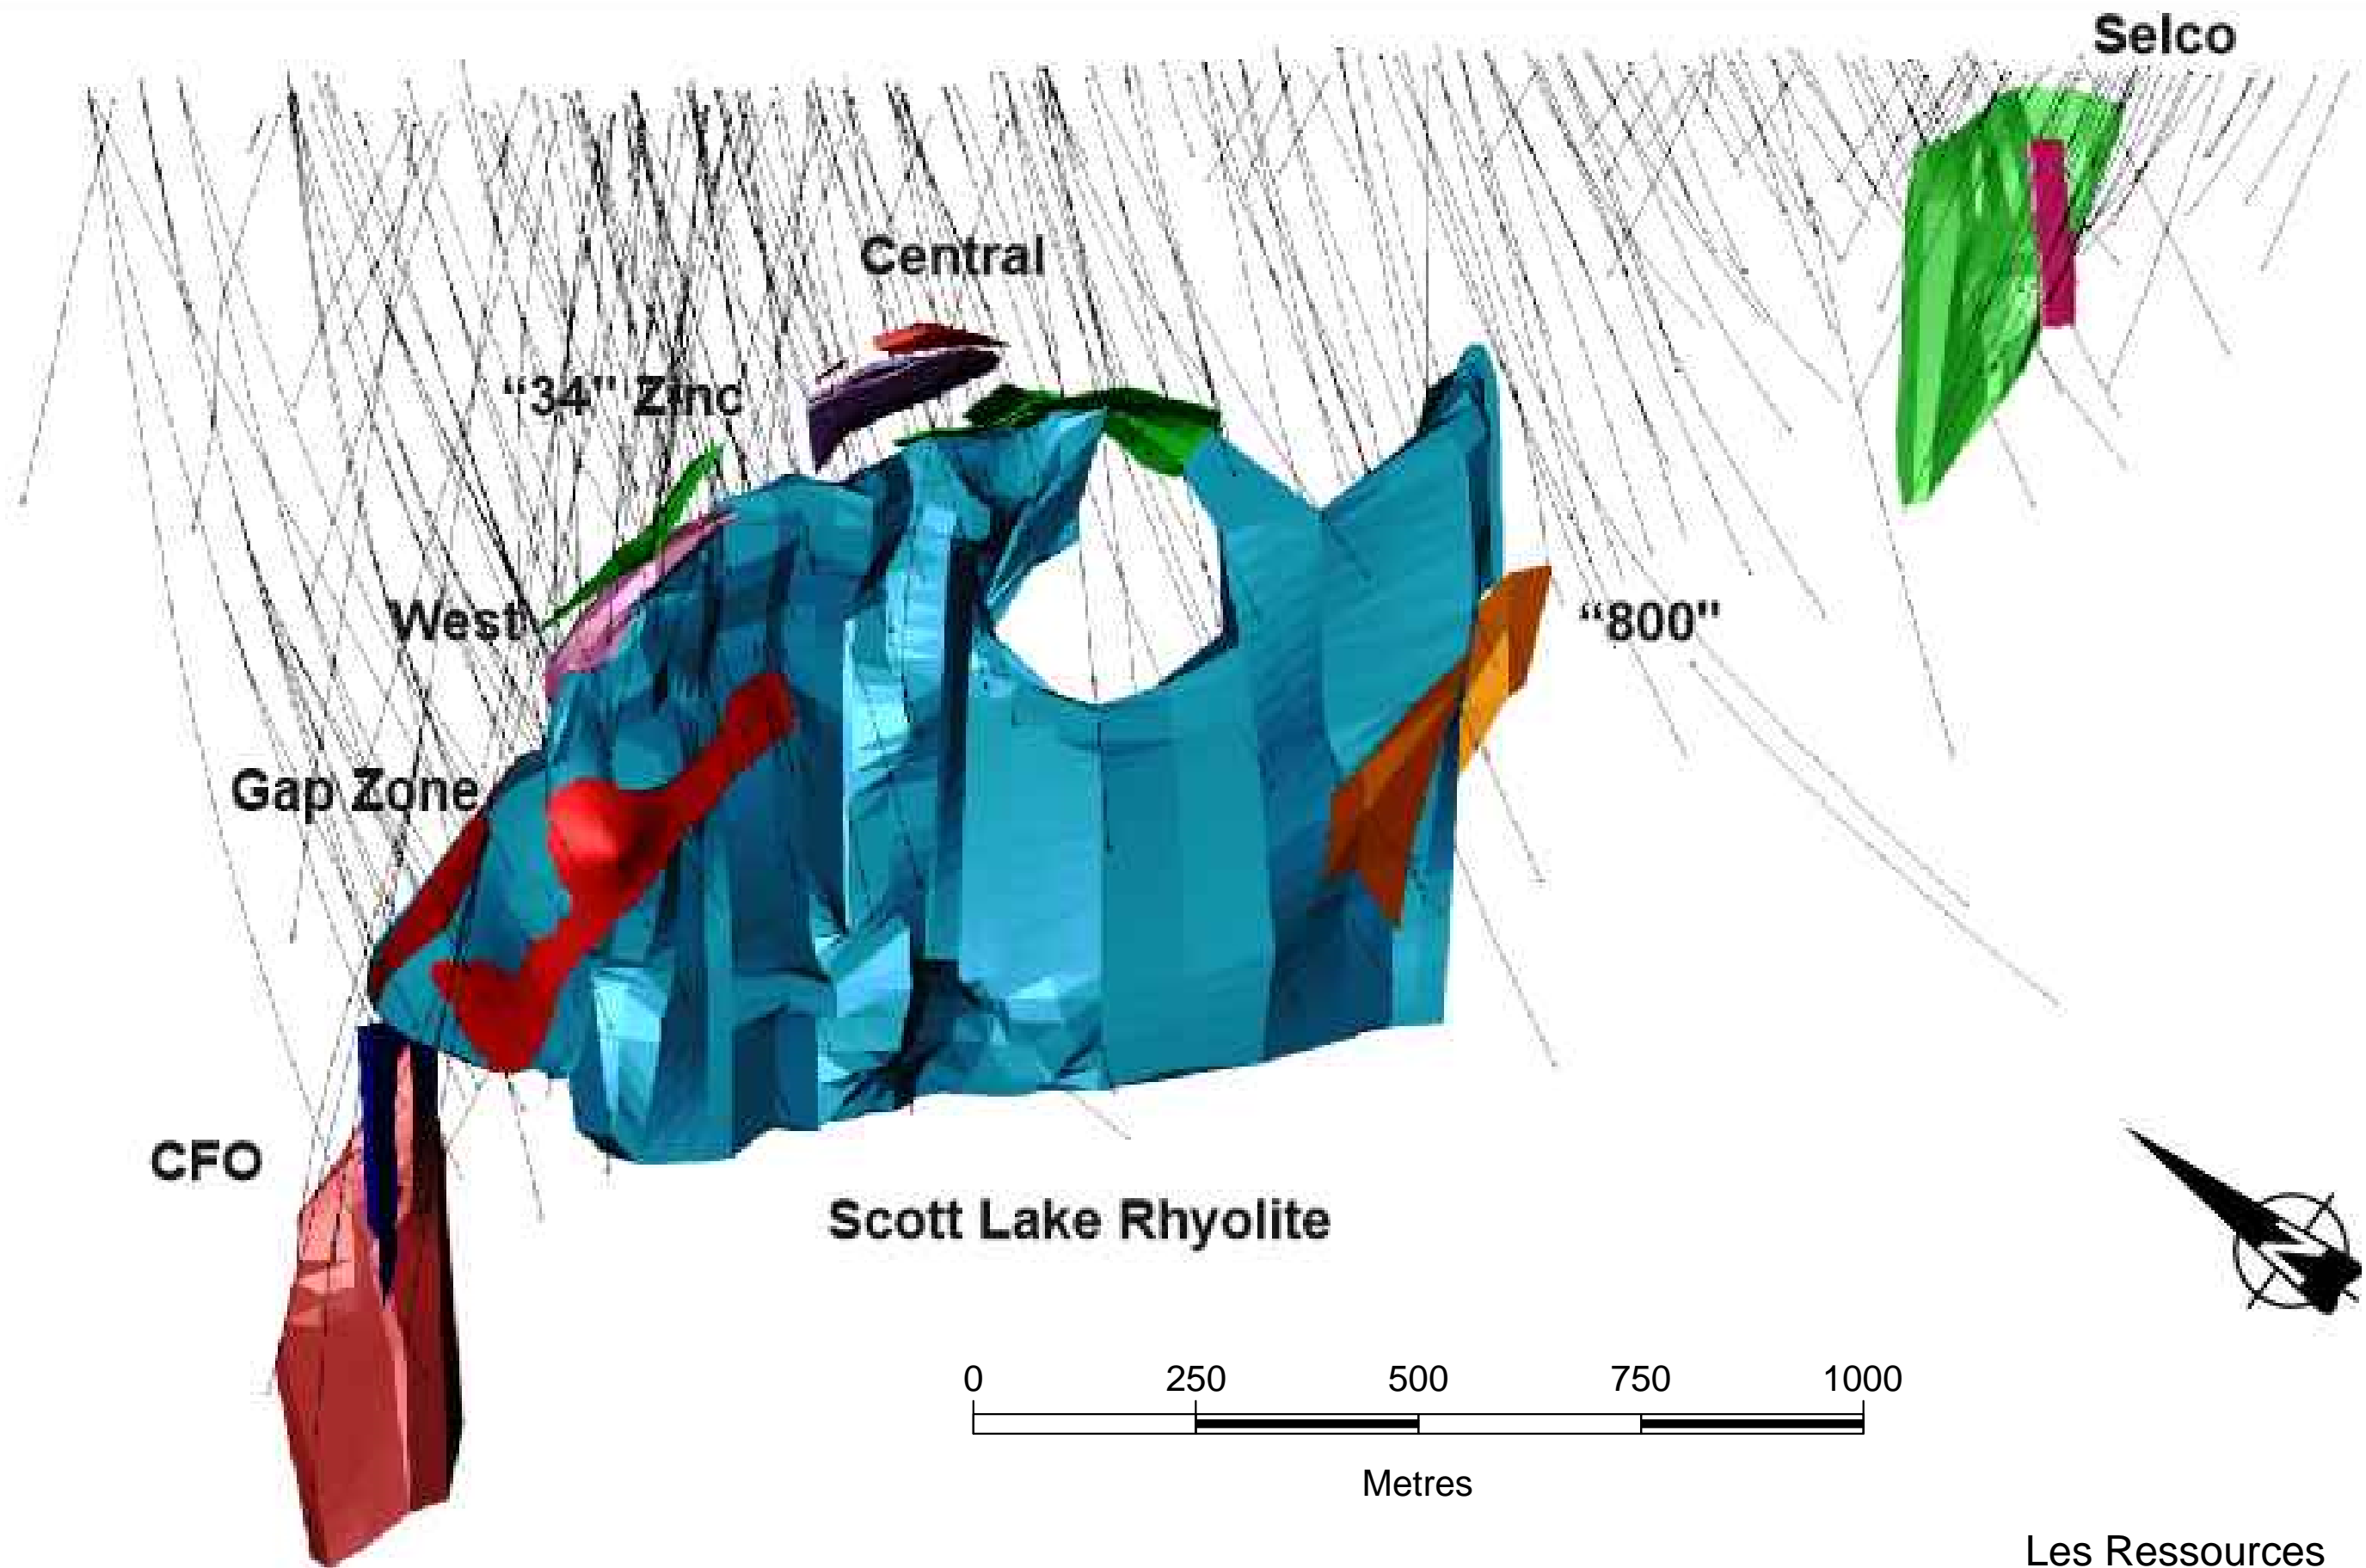 Selco
Central
“34" Zinc
West
“800"
Gap Zone
CFO
Scott Lake Rhyolite
N
0 250 500 750 1000
Metres
Les Ressources